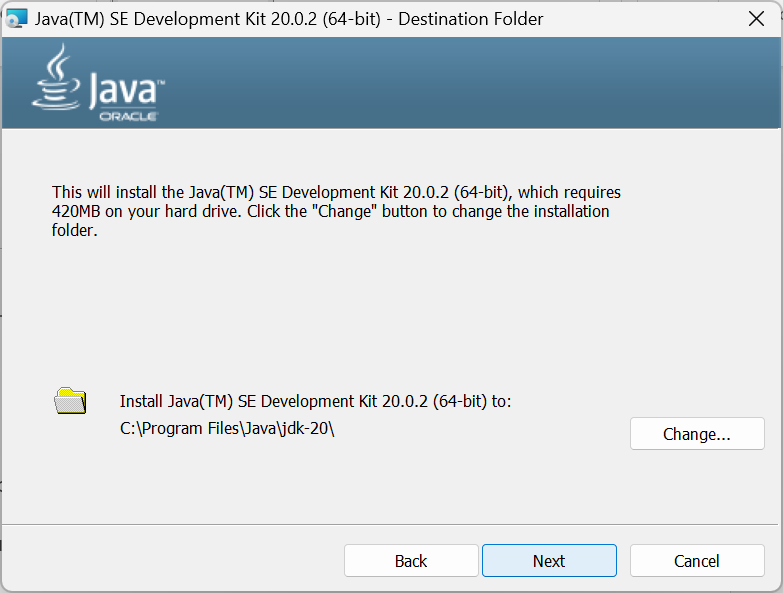 Java(TM) SE Development Kit 20.0.2 (64-bit) - Destination Folder
Java™
ORACLE
This will install the Java(TM) SE Development Kit 20.0.2 (64-bit), which requires
420MB on your hard drive. Click the "Change" button to change the installation
folder.
Install Java(TM) SE Development Kit 20.0.2 (64-bit) to:
C:\Program Files\Java\jdk-20\
Change...
Back
Next
Cancel